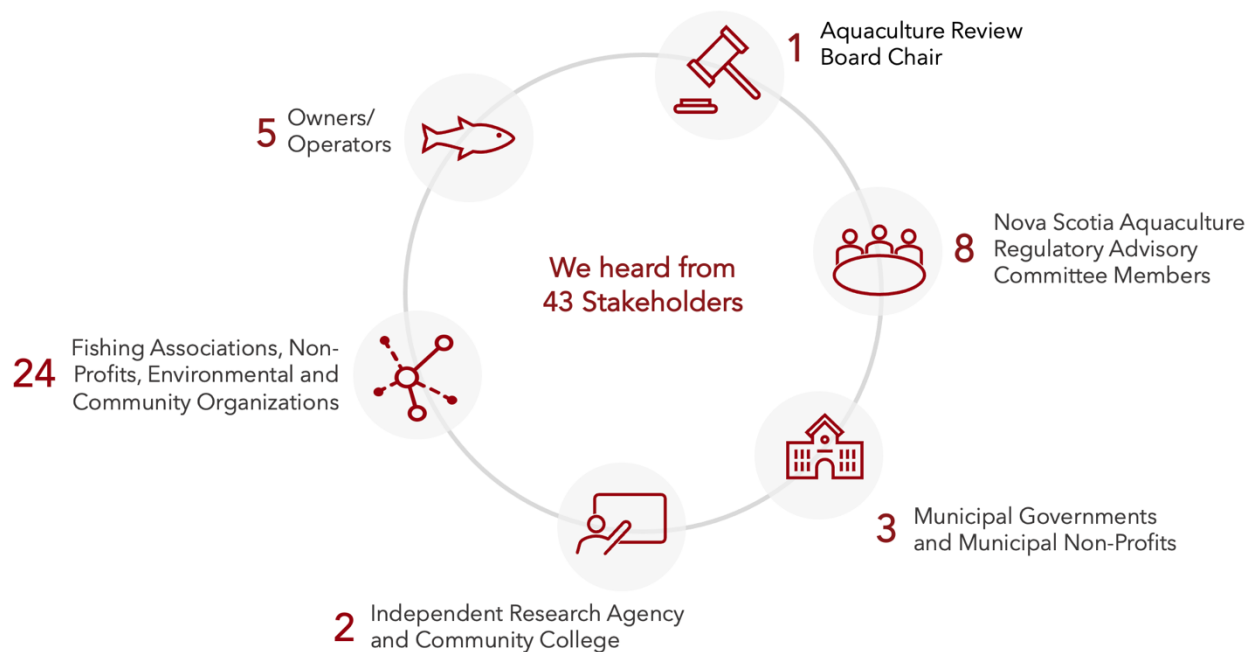 1
Aquaculture Review
Board Chair
5
Owners/
Operators
8
Nova Scotia Aquaculture
Regulatory Advisory
Committee Members
We heard from
43 Stakeholders
24
Fishing Associations, Non-
Profits, Environmental and
Community Organizations
3
Municipal Governments
and Municipal Non-Profits
2
Independent Research Agency
and Community College